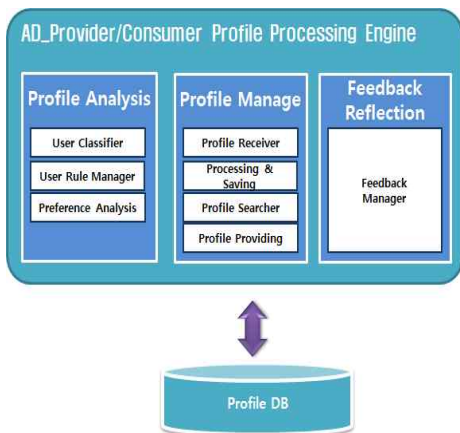 AD_Provider/Consumer Profile Processing Engine
Profile Analysis
User Classifier
User Rule Manager
Preference Analysis
Profile Manage
Profile Receiver
Processing &
Saving
Profile Searcher
Profile Providing
Feedback
Reflection
Feedback
Manager
Profile DB